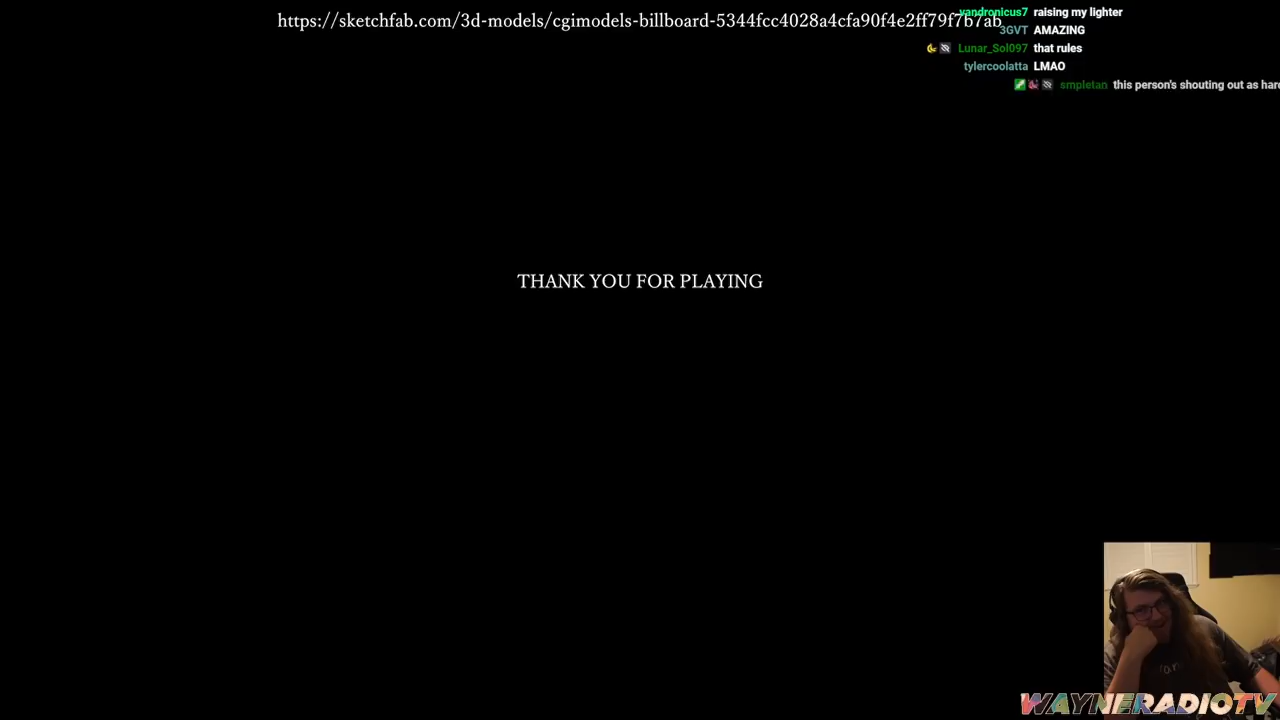 https://sketchfab.com/3d-models/cgimodels-billboard-5344fcc4028a4cfa90f4e2ff79f7b7ab
vandronicus7 raising my lighter
3GVT AMAZING
Lunar_Sol097 that rules
tylercoolatta LMAO
smpletan this person's shouting out as hard
THANK YOU FOR PLAYING
WAYNERADIOTV